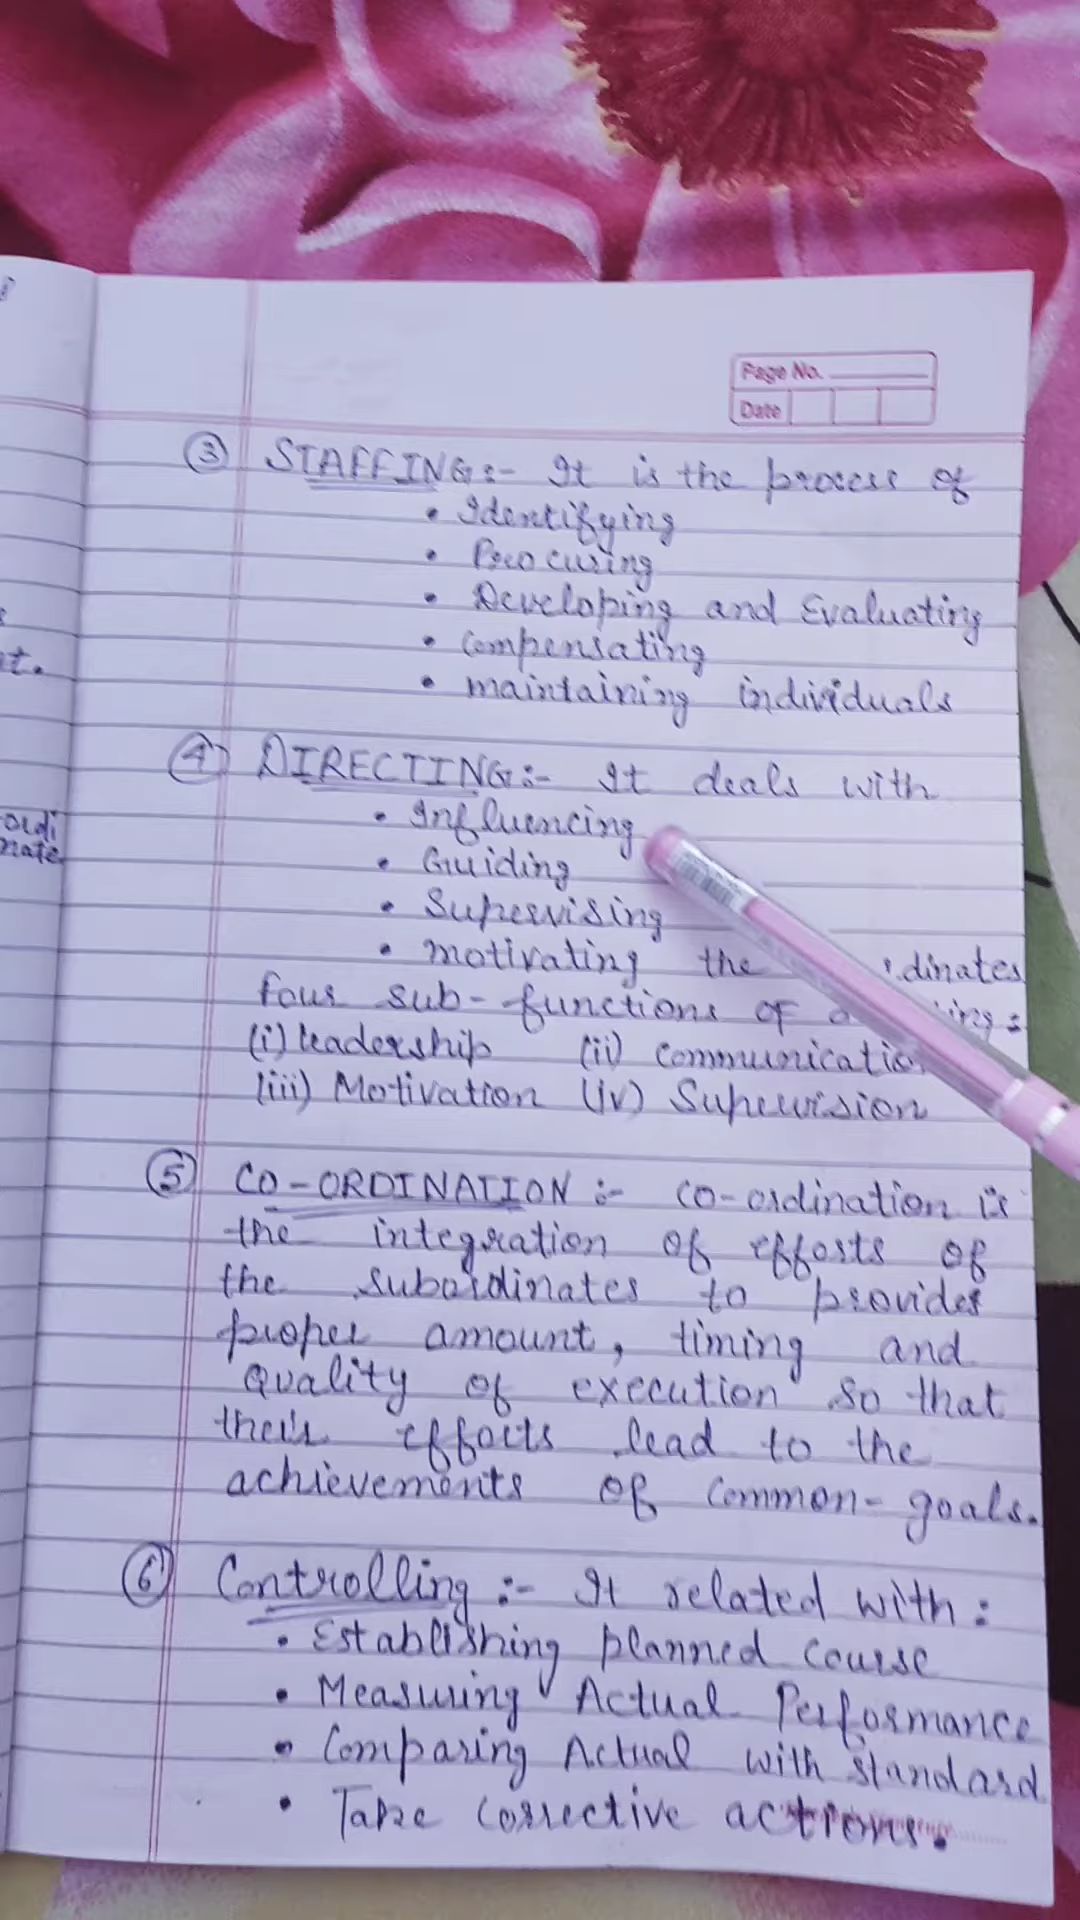 Page No.
Date
③ STAFFING:- It is the process of
• Identifying
• Procuring
• Developing and Evaluating
• Compensating
• maintaining individuals
④ DIRECTING:- It deals with
• Influencing
• Guiding
• Supervising
• motivating the dinates
four sub-functions of ing:
(i) leadership (ii) communicatio
(iii) Motivation (iv) Supervision
⑤ CO-ORDINATION:- co-ordination is
the integration of efforts of
the subordinates to provides
proper amount, timing and
quality of execution so that
their efforts lead to the
achievements of common-goals.
⑥ Controlling:- It related with:
• Establishing planned course
• Measuring Actual Performance
• Comparing Actual with standard
• Take corrective actions.
t.
ordi
nate